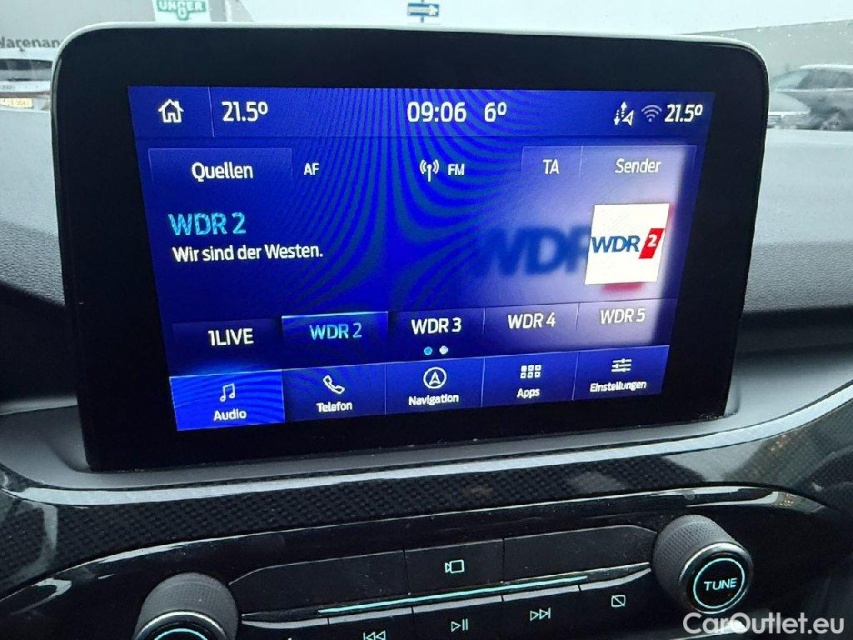 UNGER
Warenan
21.5°
09:06 6°
21.5°
Quellen AF FM TA Sender
WDR 2
Wir sind der Westen.
WDR
WDR 2
1LIVE WDR 2 WDR 3 WDR 4 WDR 5
Audio Telefon Navigation Apps Einstellungen
TUNE
CarOutlet.eu